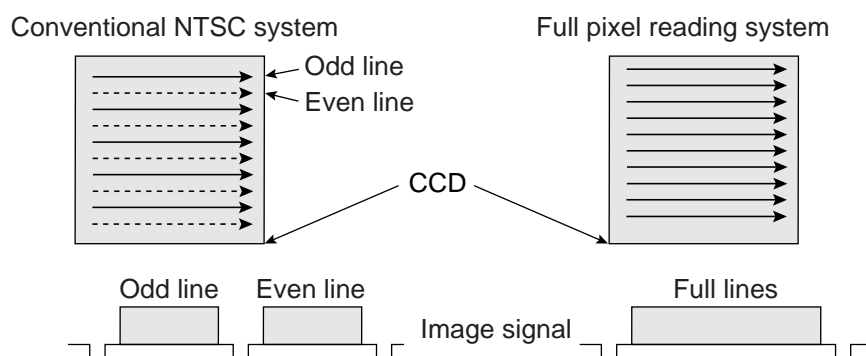 Conventional NTSC system
Full pixel reading system
Odd line
Even line
CCD
Odd line
Even line
Full lines
Image signal